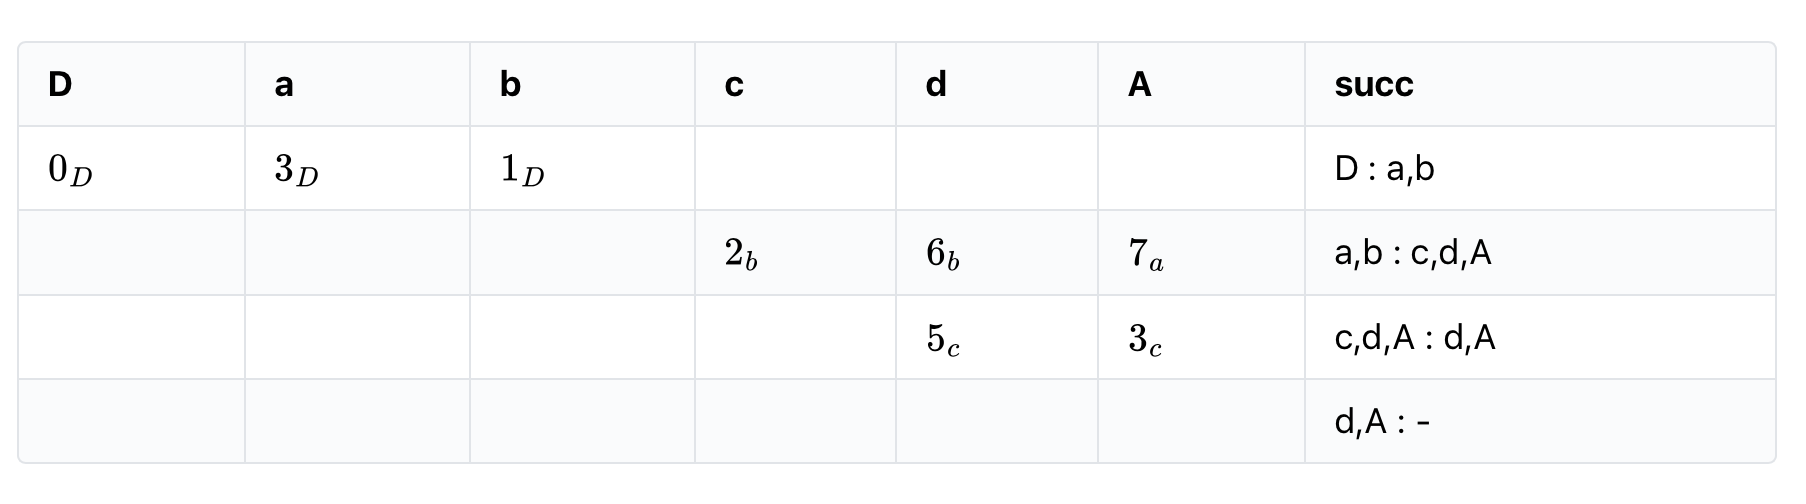 D a b c d A succ
0_D 3_D 1_D D : a,b
2_b 6_b 7_a a,b : c,d,A
5_c 3_c c,d,A : d,A
d,A : -